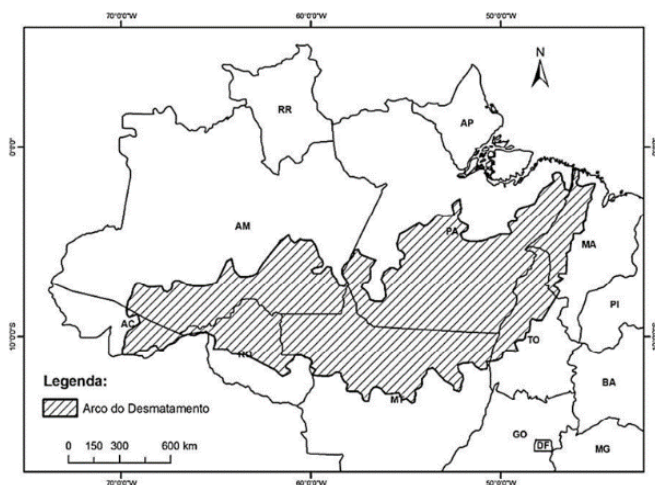 70°0'0"W 60°0'0"W 50°0'0"W
N
RR
AP
0°0'0"
AM
PA
MA
PI
AC
10°0'0"S
RO
TO
BA
MT
Legenda:
Arco do Desmatamento
GO
DF
MG
0 150 300 600 km
70°0'0"W 60°0'0"W 50°0'0"W